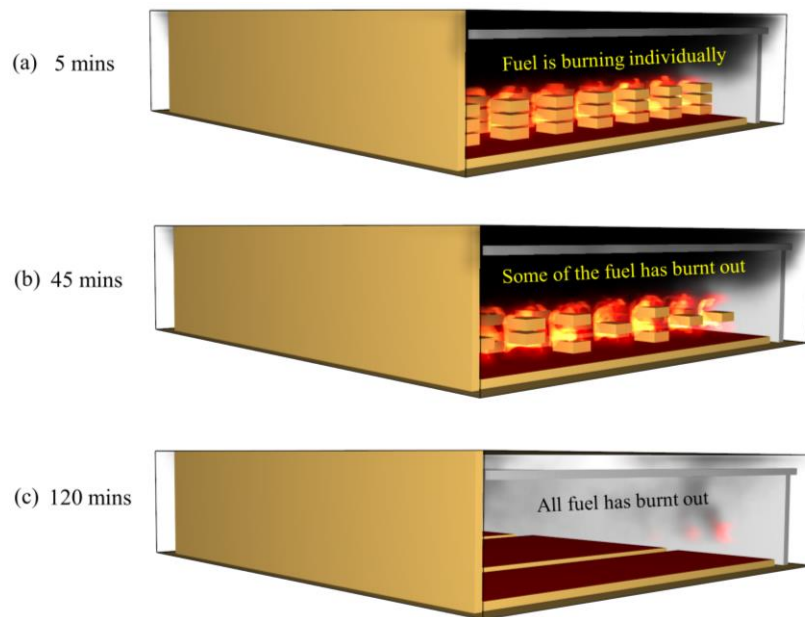 (a) 5 mins
Fuel is burning individually
(b) 45 mins
Some of the fuel has burnt out
(c) 120 mins
All fuel has burnt out